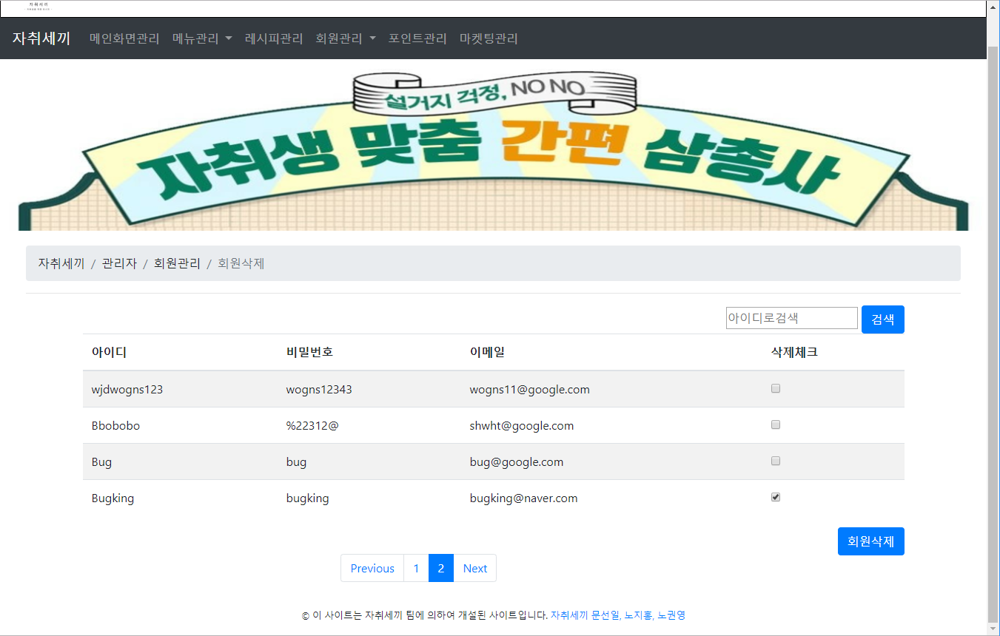 자취세끼
자취세끼 메인화면관리 메뉴관리 레시피관리 회원관리 포인트관리 마켓팅관리
설거지 걱정, NO NO
자취생 맞춤 간편 삼총사
자취세끼 / 관리자 / 회원관리 / 회원삭제
아이디로검색 검색
아이디 비밀번호 이메일 삭제체크
wjdwogns123 wogns12343 wogns11@google.com
Bbobobo %22312@ shwht@google.com
Bug bug bug@google.com
Bugking bugking bugking@naver.com
회원삭제
Previous 1 2 Next
© 이 사이트는 자취세끼 팀에 의하여 개설된 사이트입니다. 자취세끼 문선일, 노지홍, 노권영